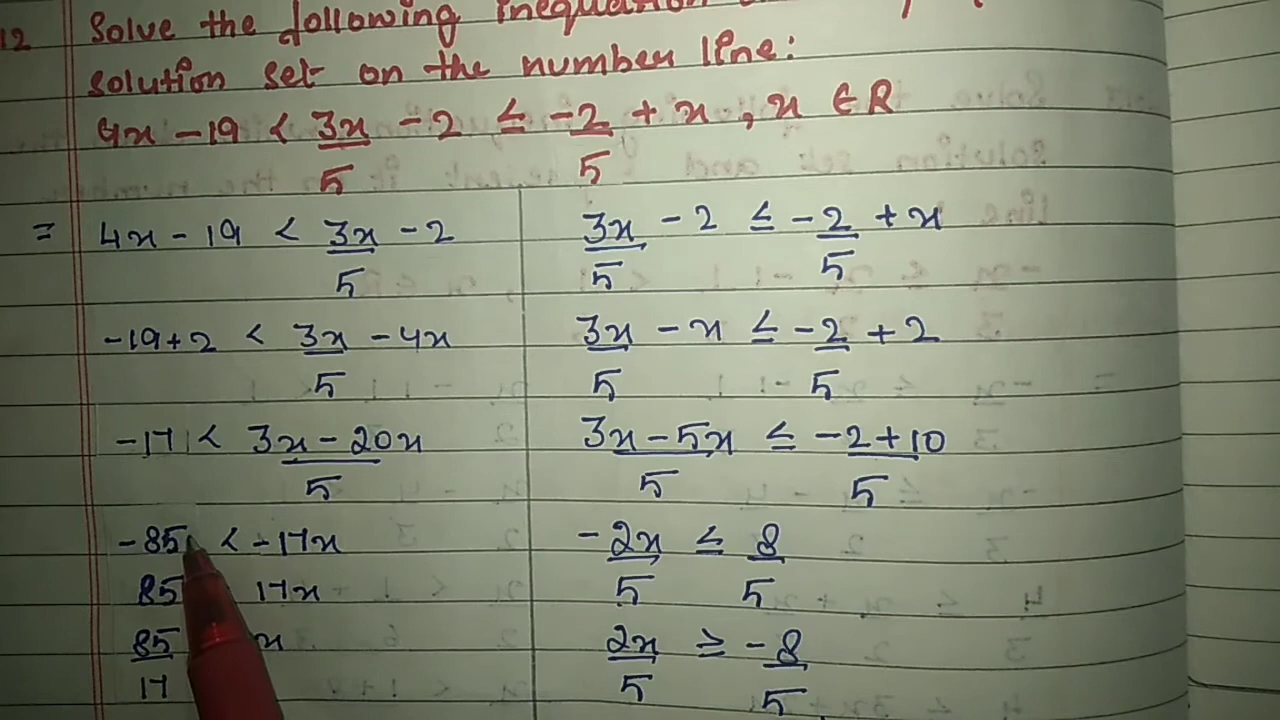 12 Solve the following inequation
solution set on the number line:
4x - 19 < 3x/5 - 2 ≤ -2/5 + x , x ∈ R
= 4x - 19 < 3x/5 - 2
-19+2 < 3x/5 - 4x
-17 < 3x - 20x/5
-85 < -17x
85 17x
85/17 x
3x/5 - 2 ≤ -2/5 + x
3x/5 - x ≤ -2/5 + 2
3x - 5x/5 ≤ -2+10/5
-2x/5 ≤ 8/5
2x/5 ≥ -8/5